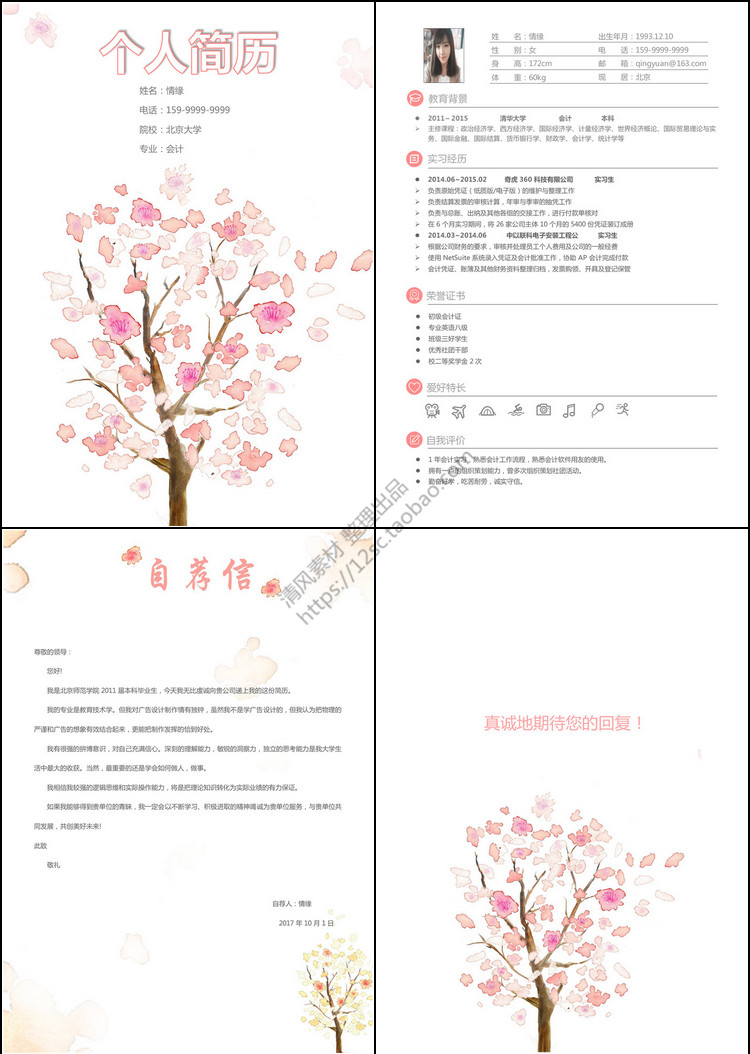 个人简历
姓名：情缘
电话：159-9999-9999
院校：北京大学
专业：会计
姓　名：情缘　出生年月：1993.12.10
性　别：女　电　话：159-9999-9999
身　高：172cm　邮　箱：qingyuan@163.com
体　重：60kg　现　居：北京
教育背景
2011~ 2015　清华大学　会计　本科
主修课程：政治经济学、西方经济学、国际经济学、计量经济学、世界经济概论、国际贸易理论与实
务、国际金融、国际结算、货币银行学、财政学、会计学、统计学等
实习经历
2014.06~2015.02　奇虎 360 科技有限公司　实习生
负责原始凭证（纸质版/电子版）的维护与整理工作
负责结算发票的审核计算，年审与季审的抽凭工作
负责与总账、出纳及其他各组的交接工作，进行付款单核对
在 6 个月实习期间，将 26 家公司主体 10 个月的 5400 份凭证装订成册
2014.03~2014.06　中以联科电子安装工程公　实习生
根据公司财务的要求，审核并处理员工个人费用及公司的一般经费
使用 NetSuite 系统录入凭证及会计批准工作，协助 AP 会计完成付款
会计凭证、账簿及其他财务资料整理归档，发票购领、开具及登记保管
荣誉证书
初级会计证
专业英语八级
班级三好学生
优秀社团干部
校二等奖学金 2 次
爱好特长
自我评价
1 年会计实习，熟悉会计工作流程，熟悉会计软件用友的使用。
拥有一点的组织策划能力，曾多次组织策划社团活动。
勤奋好学，吃苦耐劳，诚实守信。
清风素材 整理出品
https://12sc.taobao.com
自荐信
尊敬的领导：
您好!
我是北京师范学院 2011 届本科毕业生，今天我无比虔诚向贵公司递上我的这份简历。
我的专业是教育技术学。但我对广告设计制作情有独钟，虽然我不是学广告设计的，但我认为把物理的
严谨和广告的想象有效结合起来，更能把制作发挥的恰到好处。
我有很强的拼博意识，对自己充满信心。深刻的理解能力，敏锐的洞察力，独立的思考能力是我大学生
活中最大的收获。当然，最重要的还是学会如何做人，做事。
我相信我较强的逻辑思维和实际操作能力，将是把理论知识转化为实际业绩的有力保证。
如果我能够得到贵单位的青睐，我一定会以不断学习、积极进取的精神竭诚为贵单位服务，与贵单位共
同发展，共创美好未来!
此致
敬礼
自荐人：情缘
2017 年 10 月 1 日
真诚地期待您的回复！